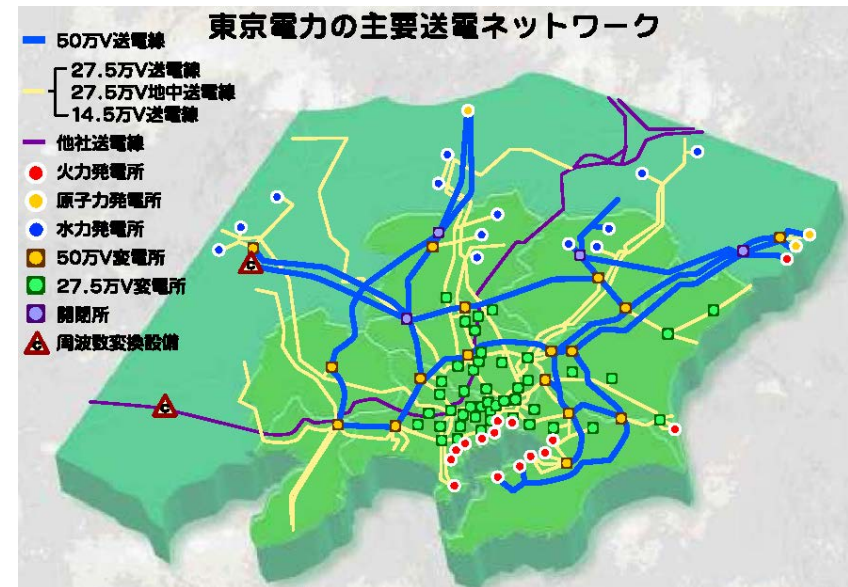 東京電力の主要送電ネットワーク
50万V送電線
27.5万V送電線
27.5万V地中送電線
14.5万V送電線
他社送電線
火力発電所
原子力発電所
水力発電所
50万V変電所
27.5万V変電所
開閉所
周波数変換設備